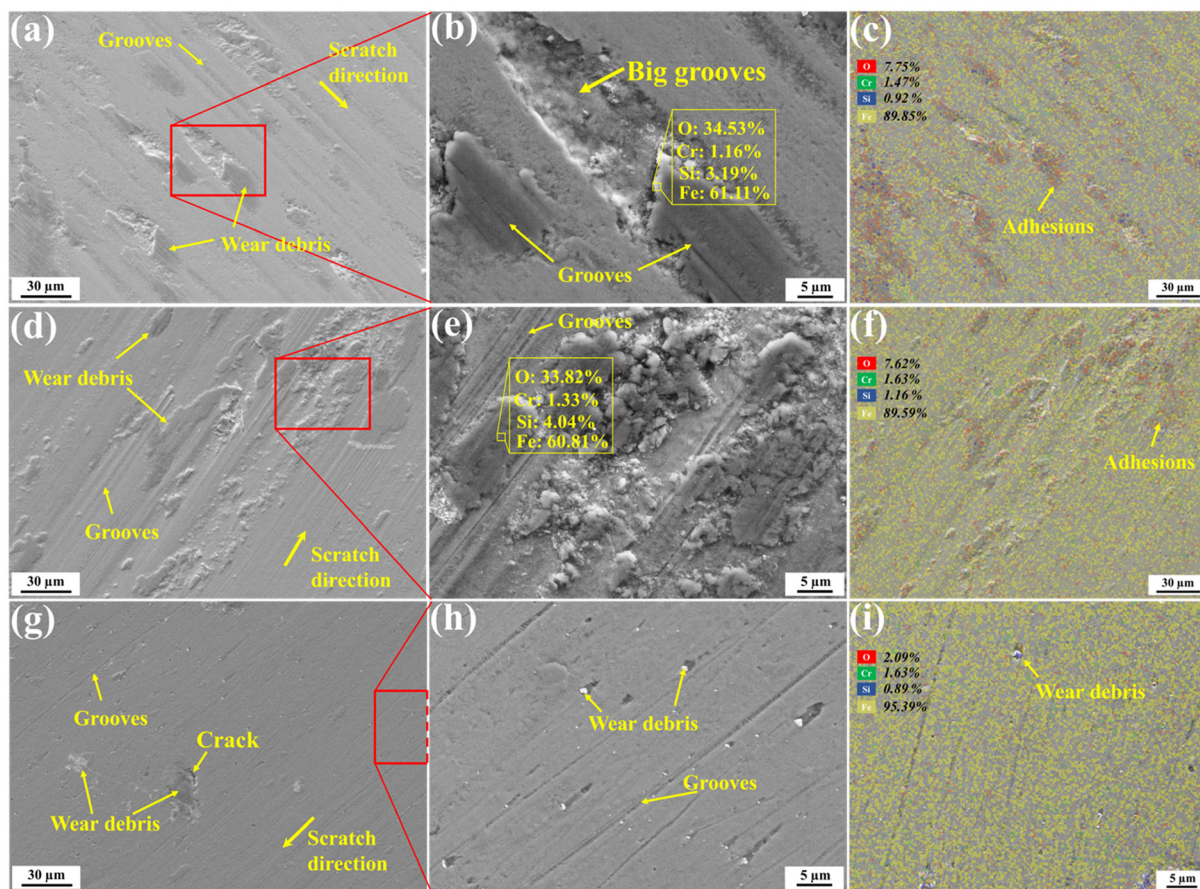 (a)
Grooves
Scratch
direction
Wear debris
30 µm
(b)
Big grooves
O: 34.53%
Cr: 1.16%
Si: 3.19%
Fe: 61.11%
Grooves
5 µm
(c)
O 7.75%
Cr 1.47%
Si 0.92%
Fe 89.85%
Adhesions
30 µm
(d)
Wear debris
Grooves
Scratch
direction
30 µm
(e)
Grooves
O: 33.82%
Cr: 1.33%
Si: 4.04%
Fe: 60.81%
5 µm
(f)
O 7.62%
Cr 1.63%
Si 1.16%
Fe 89.59%
Adhesions
30 µm
(g)
Grooves
Crack
Wear debris
Scratch
direction
30 µm
(h)
Wear debris
Grooves
5 µm
(i)
O 2.09%
Cr 1.63%
Si 0.89%
Fe 95.39%
Wear debris
5 µm